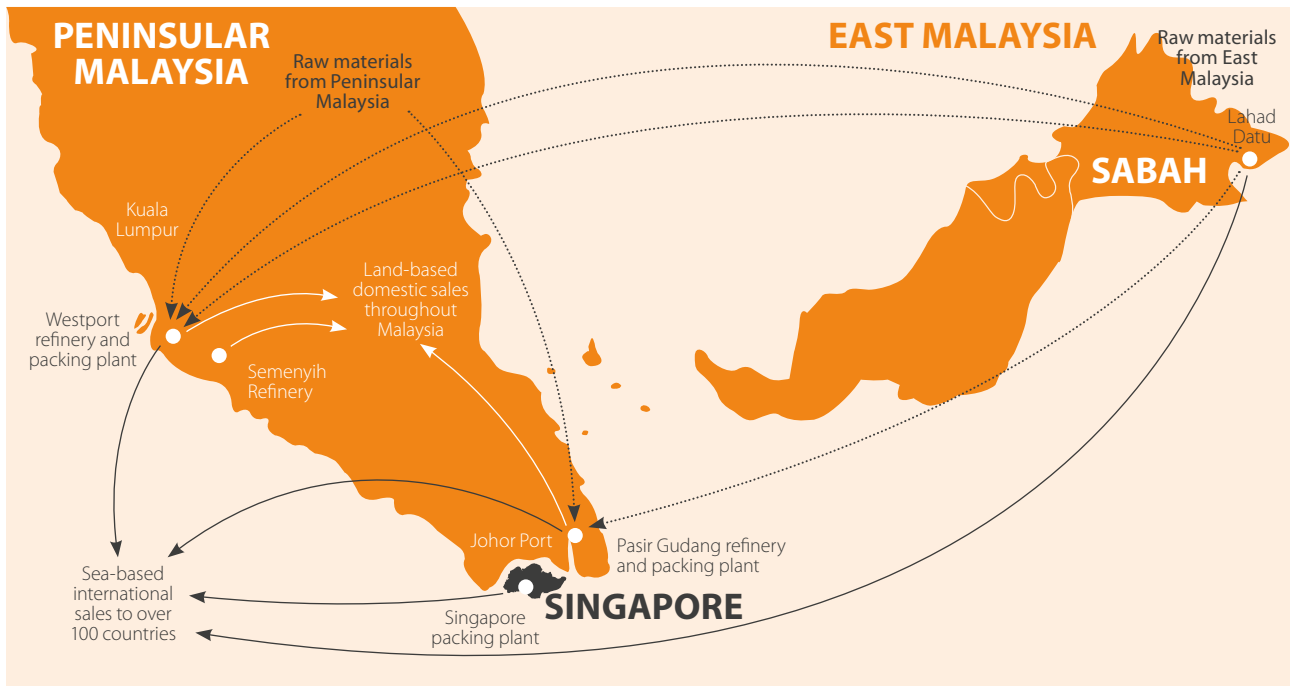 PENINSULAR
MALAYSIA
Raw materials
from Peninsular
Malaysia
EAST MALAYSIA
Raw materials
from East
Malaysia
Lahad
Datu
SABAH
Kuala
Lumpur
Land-based
domestic sales
throughout
Malaysia
Westport
refinery and
packing plant
Semenyih
Refinery
Johor Port
Pasir Gudang refinery
and packing plant
Sea-based
international
sales to over
100 countries
SINGAPORE
Singapore
packing plant